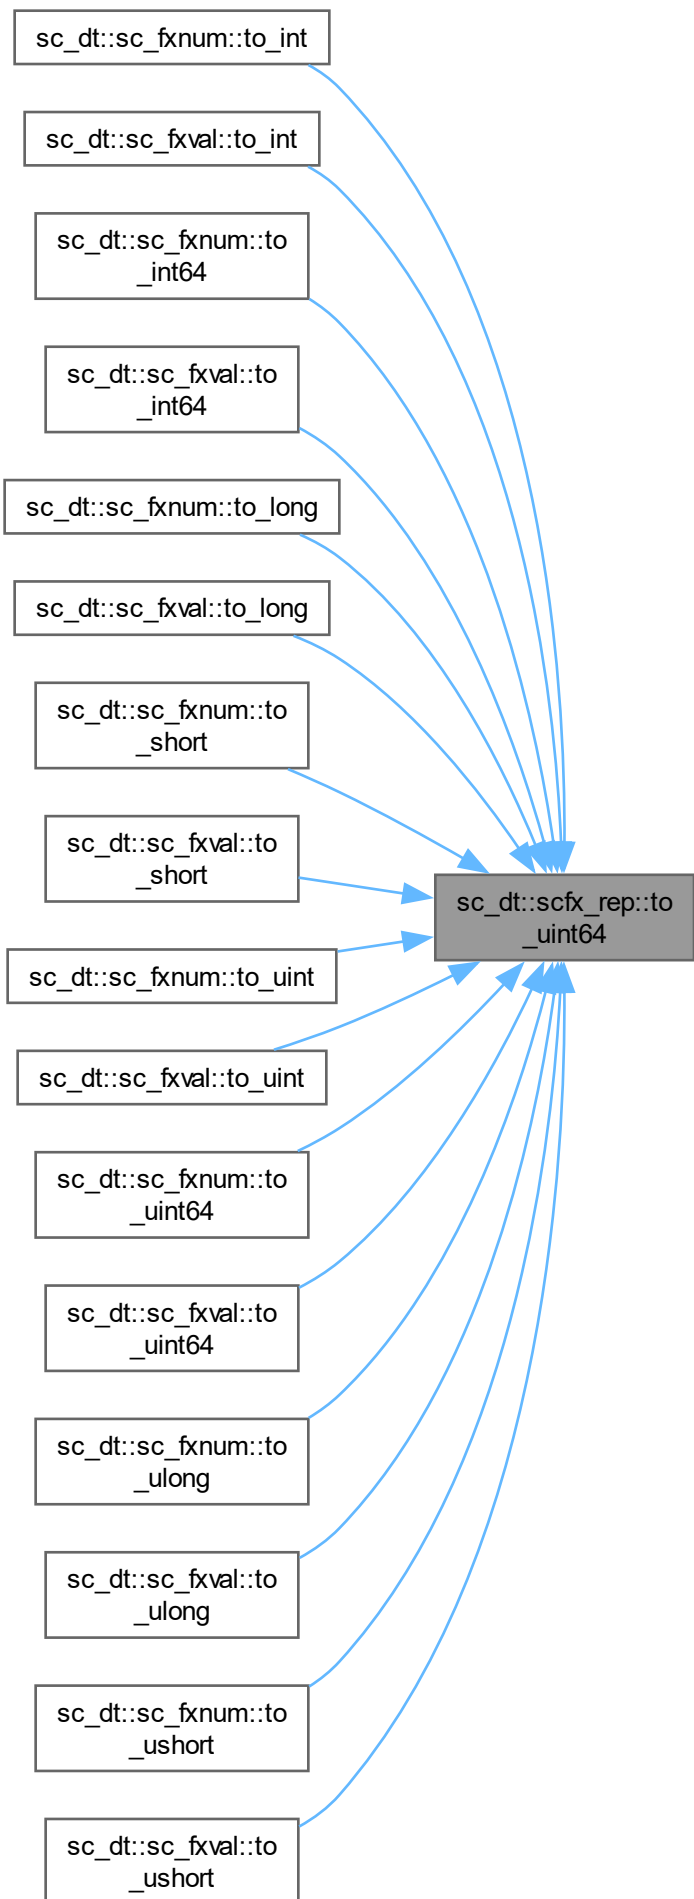 sc_dt::sc_fxnum::to_int
sc_dt::sc_fxval::to_int
sc_dt::sc_fxnum::to
_int64
sc_dt::sc_fxval::to
_int64
sc_dt::sc_fxnum::to_long
sc_dt::sc_fxval::to_long
sc_dt::sc_fxnum::to
_short
sc_dt::sc_fxval::to
_short
sc_dt::scfx_rep::to
_uint64
sc_dt::sc_fxnum::to_uint
sc_dt::sc_fxval::to_uint
sc_dt::sc_fxnum::to
_uint64
sc_dt::sc_fxval::to
_uint64
sc_dt::sc_fxnum::to
_ulong
sc_dt::sc_fxval::to
_ulong
sc_dt::sc_fxnum::to
_ushort
sc_dt::sc_fxval::to
_ushort